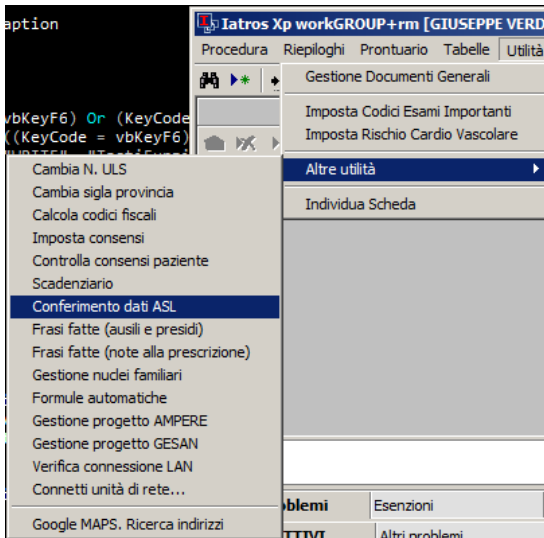 aption
Iatros Xp workGROUP+rm [GIUSEPPE VERD
Procedura Riepiloghi Prontuario Tabelle Utilità
Gestione Documenti Generali
vbKeyF6) Or (KeyCode
Imposta Codici Esami Importanti
((KeyCode = vbKeyF6)
Imposta Rischio Cardio Vascolare
Altre utilità
Individua Scheda
Cambia N. ULS
Cambia sigla provincia
Calcola codici fiscali
Imposta consensi
Controlla consensi paziente
Scadenziario
Conferimento dati ASL
Frasi fatte (ausili e presidi)
Frasi fatte (note alla prescrizione)
Gestione nuclei familiari
Formule automatiche
Gestione progetto AMPERE
Gestione progetto GESAN
Verifica connessione LAN
Connetti unità di rete...
Google MAPS. Ricerca indirizzi
blemi Esenzioni
TTIVI Altri problemi